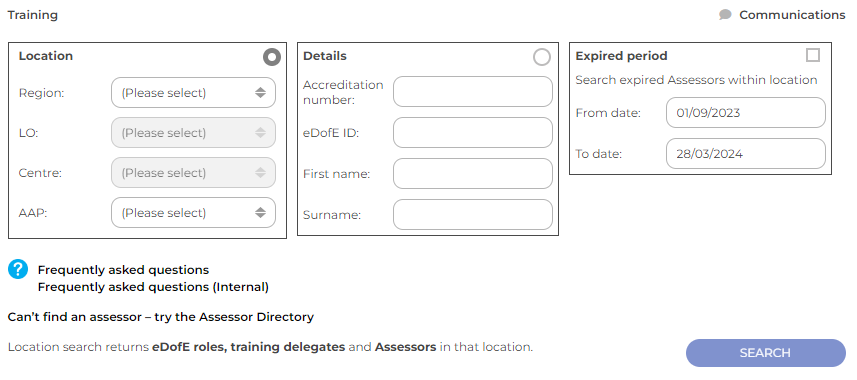 Training
Communications
Location
Region:
(Please select)
LO:
(Please select)
Centre:
(Please select)
AAP:
(Please select)
Details
Accreditation
number:
eDofE ID:
First name:
Surname:
Expired period
Search expired Assessors within location
From date:
01/09/2023
To date:
28/03/2024
?
Frequently asked questions
Frequently asked questions (Internal)
Can't find an assessor – try the Assessor Directory
Location search returns eDofE roles, training delegates and Assessors in that location.
SEARCH